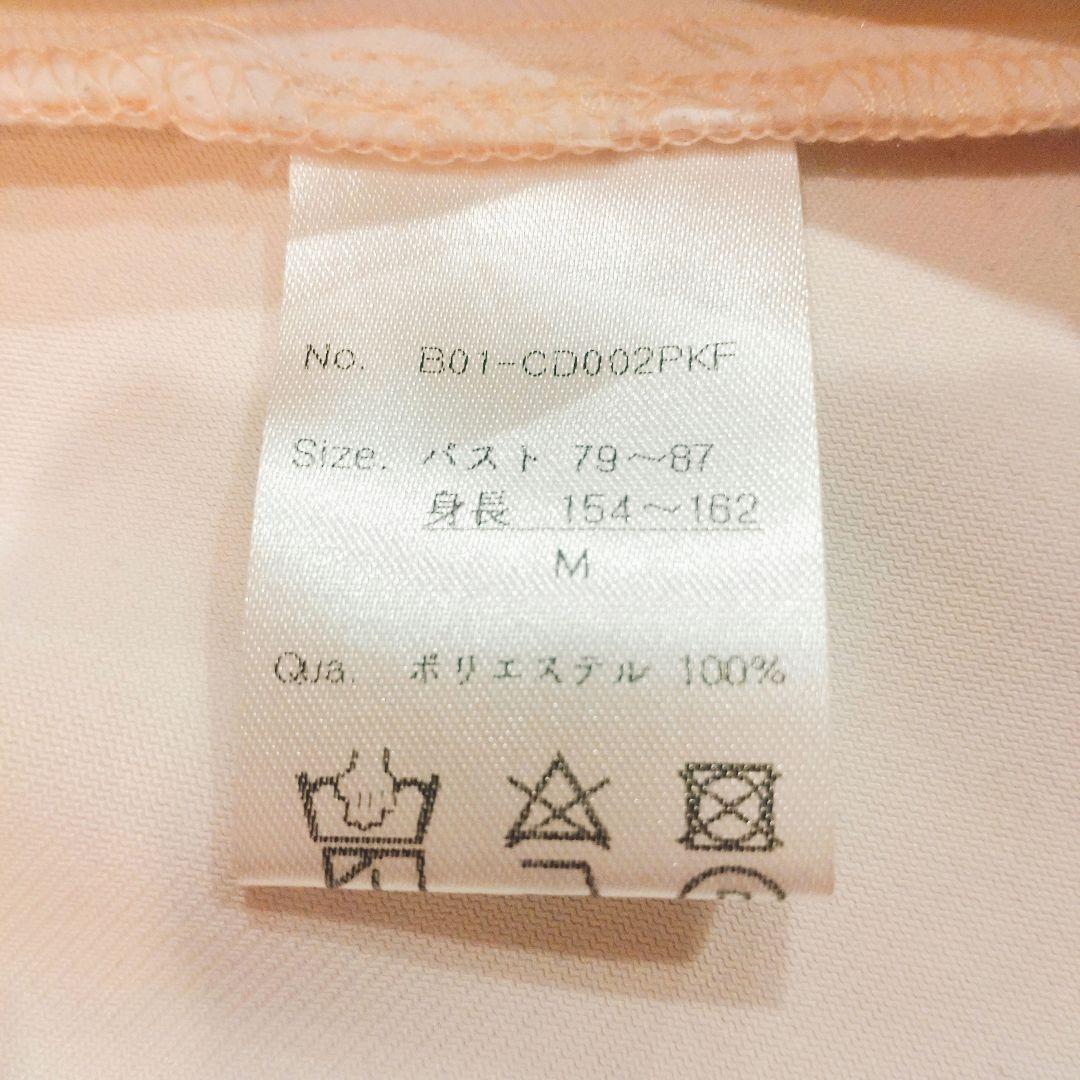 No. B01-CD002PKF
Size. バスト 79～87
身長 154～162
M
Qua. ポリエステル 100%